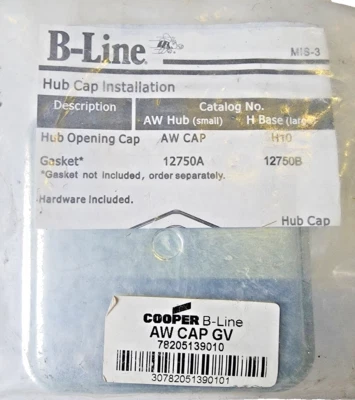 B-Line
MIS-3
Hub Cap Installation
Description Catalog No.
AW Hub (small) H Base (large)
Hub Opening Cap AW CAP H10
Gasket* 12750A 12750B
*Gasket not included, order separately.
Hardware included.
Hub Cap
COOPER B-Line
AW CAP GV
78205139010
30782051390101